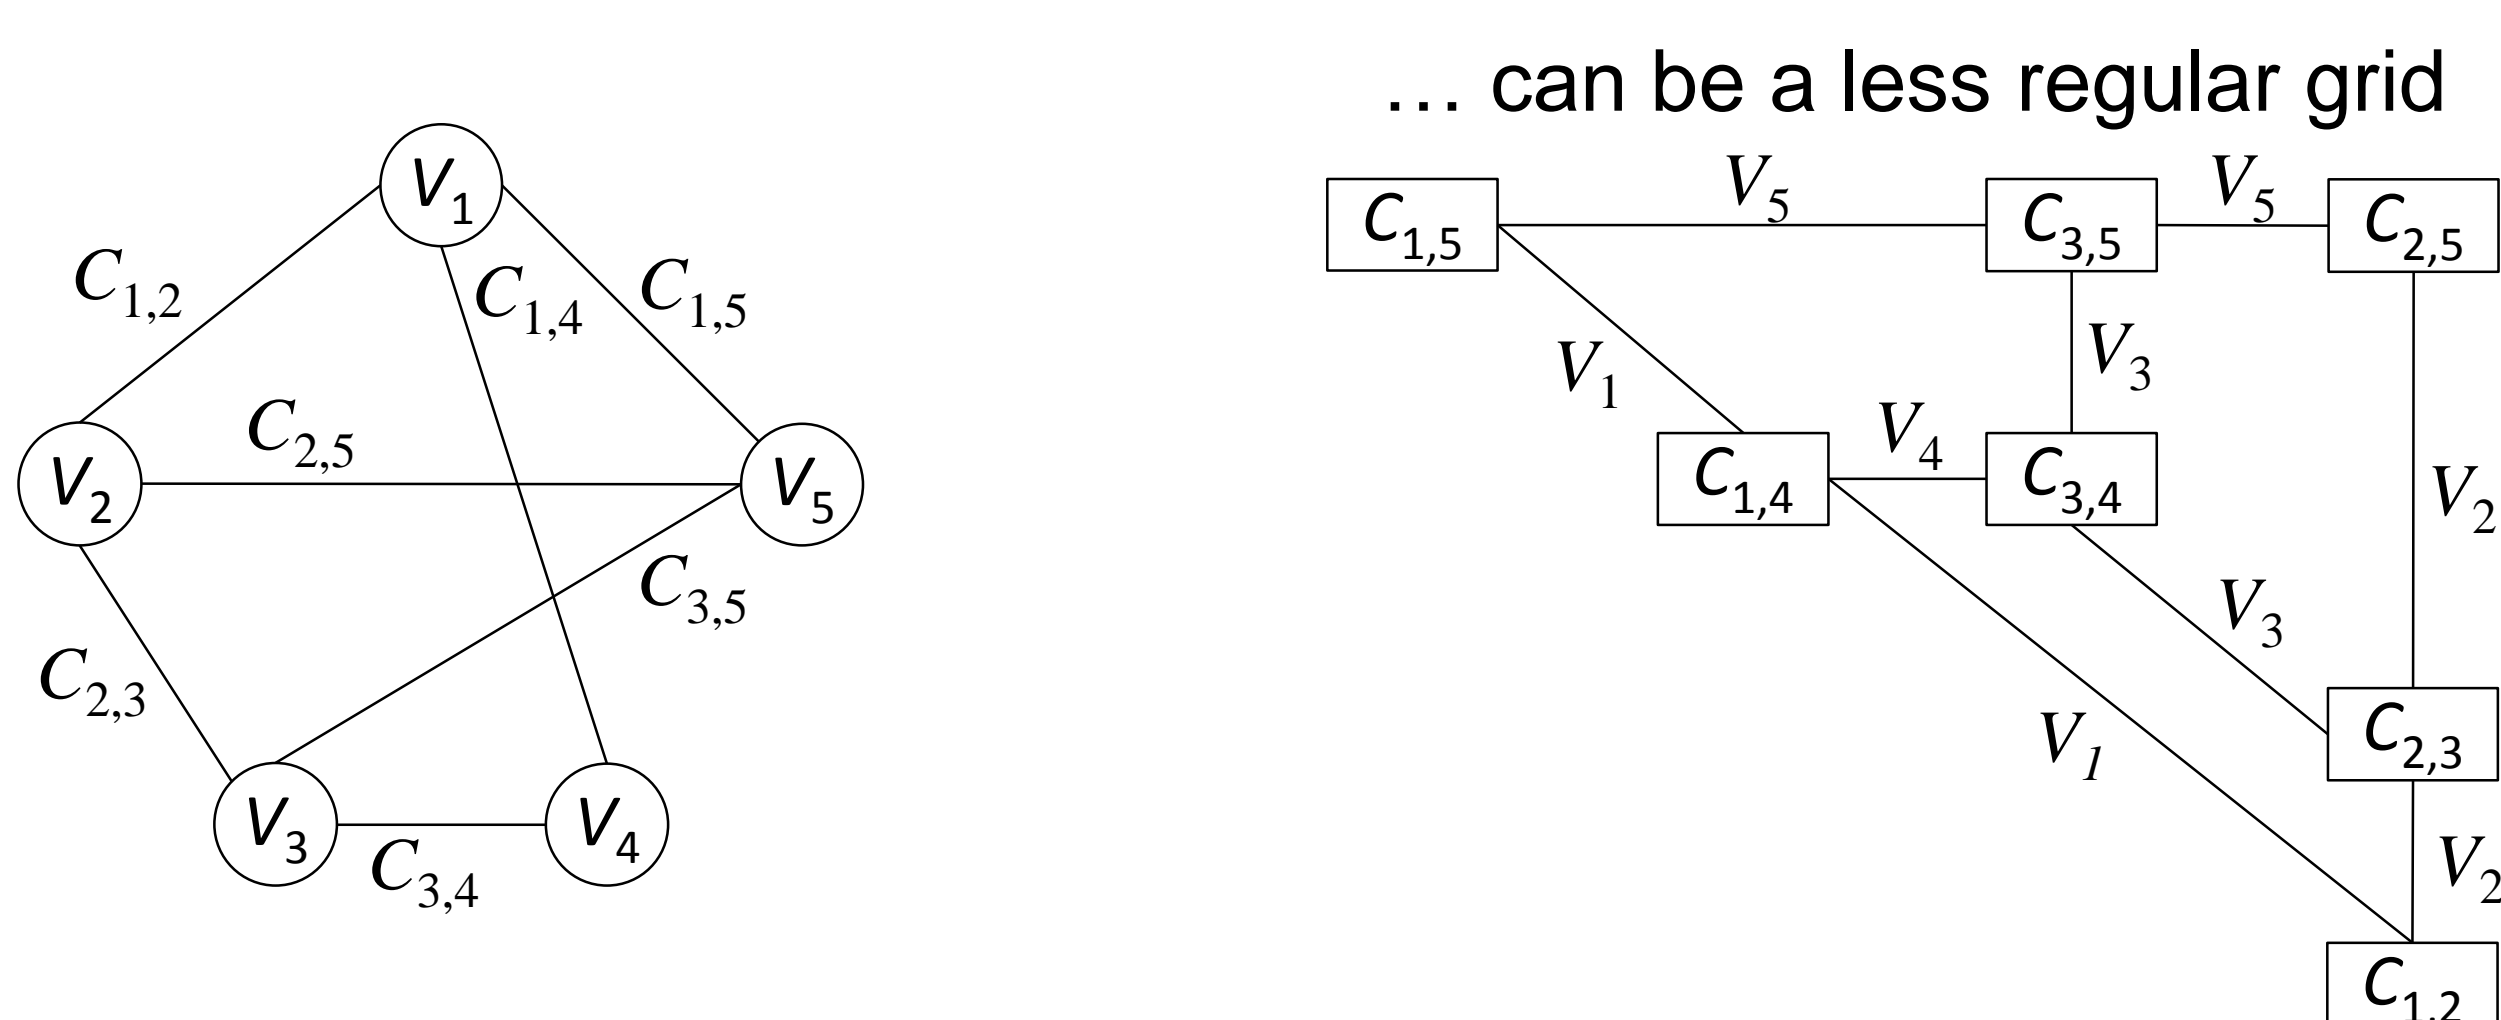 … can be a less regular grid
V1
C1,2
C1,4
C1,5
C2,5
V2
V5
C3,5
C2,3
V3
V4
C3,4
V5
V5
C1,5
C3,5
C2,5
V3
V1
V4
C1,4
C3,4
V2
V3
C2,3
V1
V2
C1,2